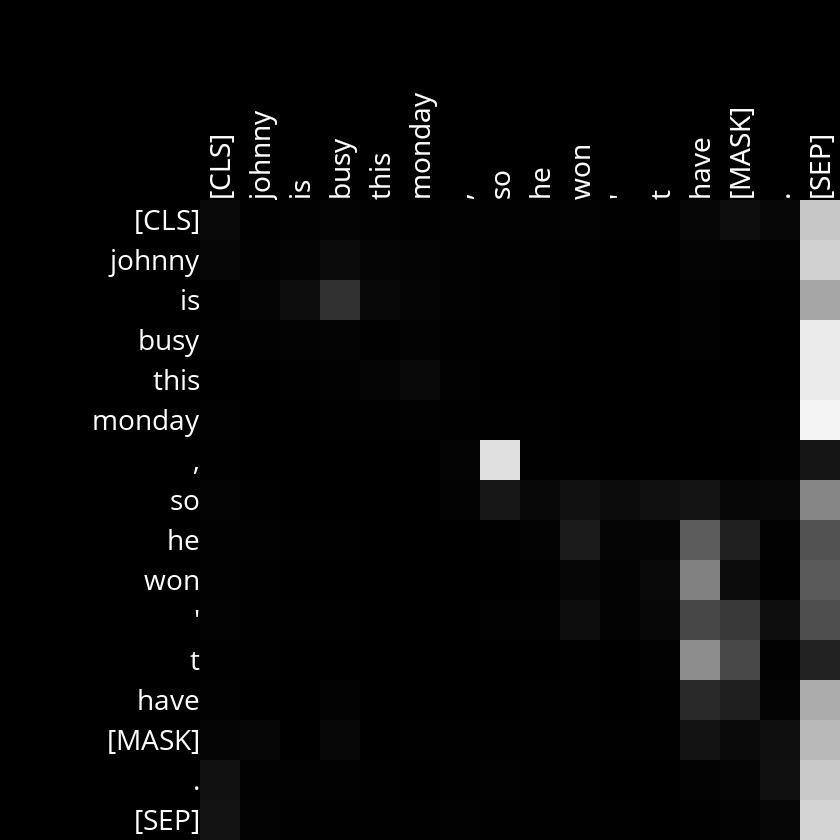 [CLS] johnny is busy this monday , so he won ' t have [MASK] . [SEP]
[CLS]
johnny
is
busy
this
monday
,
so
he
won
'
t
have
[MASK]
.
[SEP]